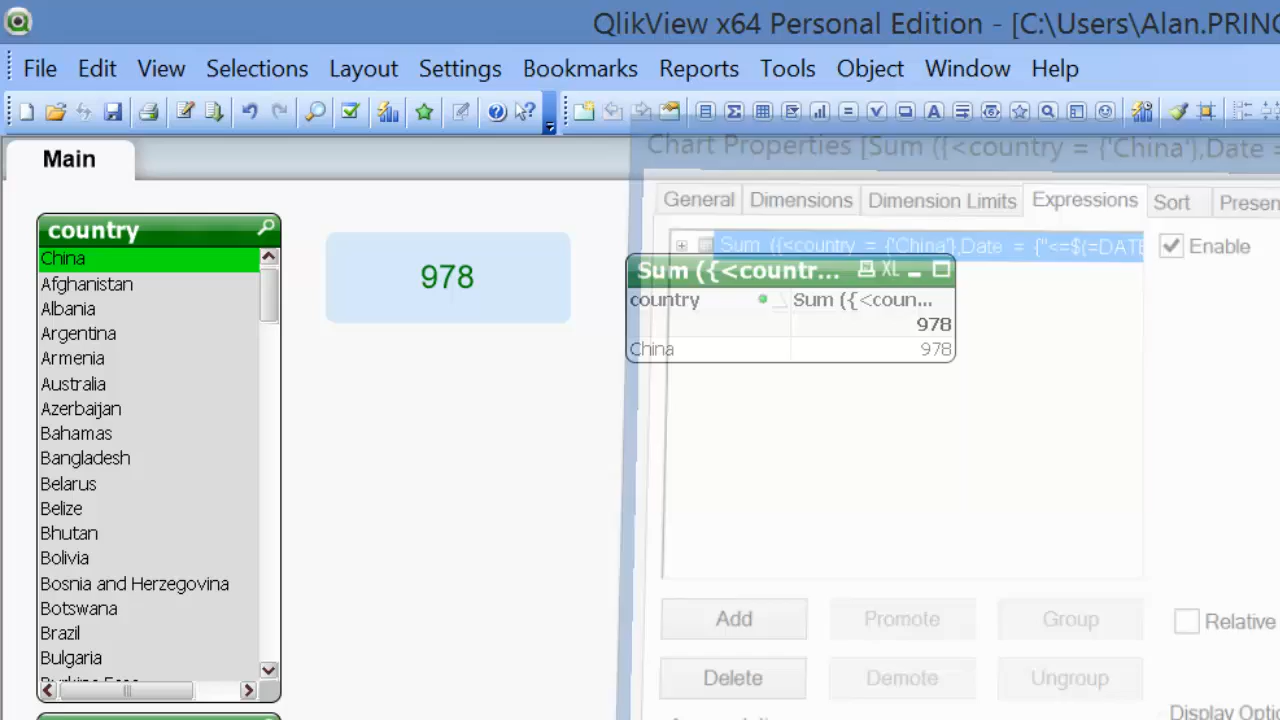 QlikView x64 Personal Edition - [C:\Users\Alan.PRINC
File Edit View Selections Layout Settings Bookmarks Reports Tools Object Window Help
Chart Properties [Sum ({<country = {'China'},Date =
Main
General Dimensions Dimension Limits Expressions Sort Presen
country
Sum ({<country = {'China'},Date = {"<=$(=DATE
Enable
China
Afghanistan
Albania
Argentina
Armenia
Australia
Azerbaijan
Bahamas
Bangladesh
Belarus
Belize
Bhutan
Bolivia
Bosnia and Herzegovina
Botswana
Brazil
Bulgaria
Burkina Faso
978
Sum ({<countr... XL
country Sum ({<coun...
978
China 978
Add Promote Group
Relative
Delete Demote Ungroup
Display Optio